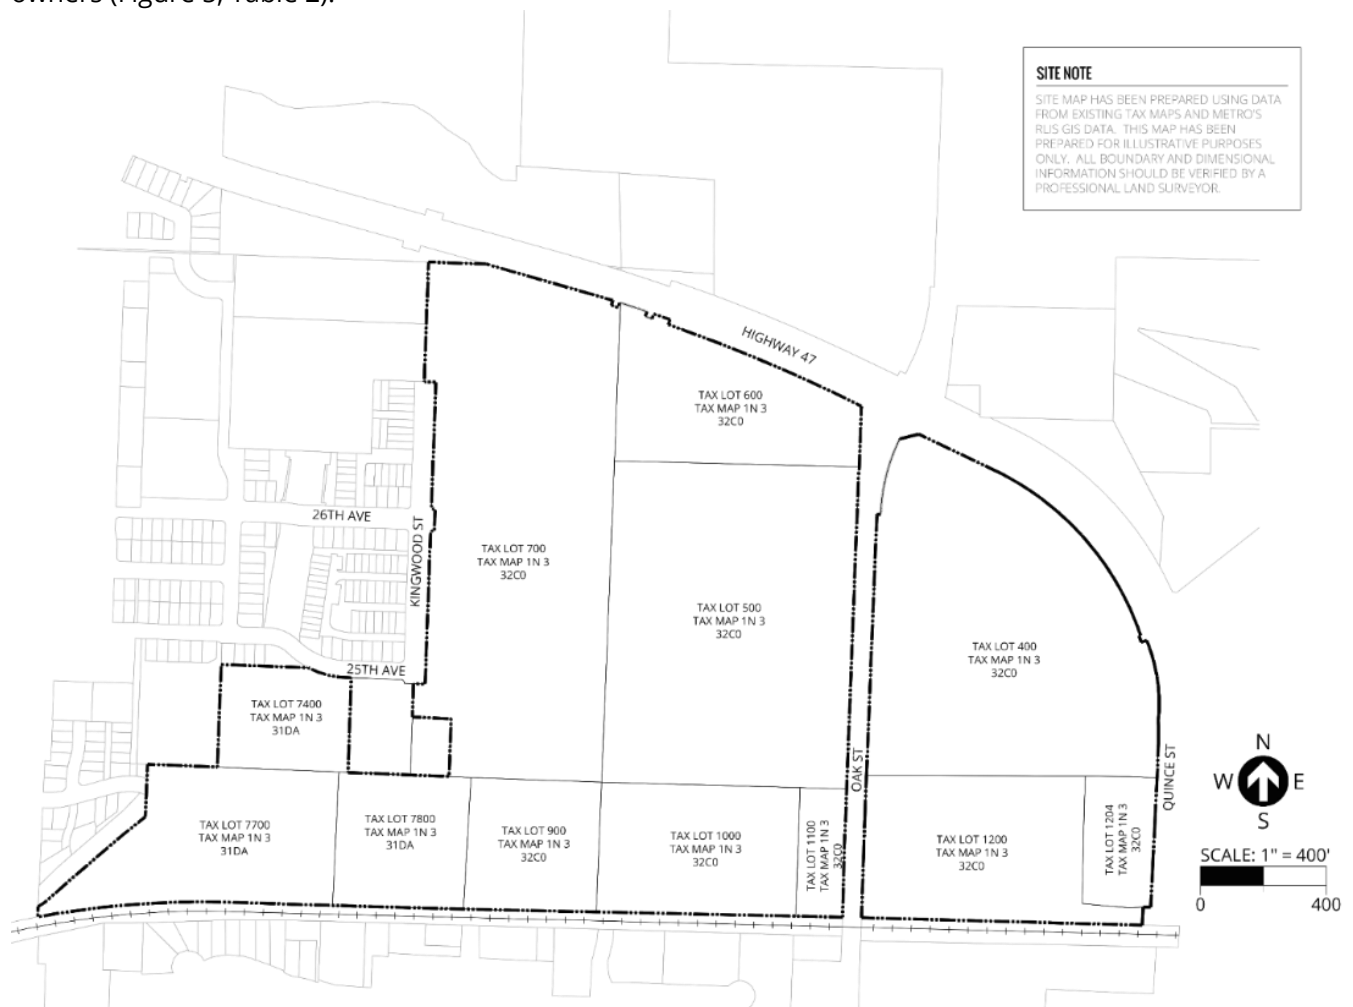 owners (Figure 3, Table 2).
SITE NOTE
SITE MAP HAS BEEN PREPARED USING DATA
FROM EXISTING TAX MAPS AND METRO'S
RLIS GIS DATA. THIS MAP HAS BEEN
PREPARED FOR ILLUSTRATIVE PURPOSES
ONLY. ALL BOUNDARY AND DIMENSIONAL
INFORMATION SHOULD BE VERIFIED BY A
PROFESSIONAL LAND SURVEYOR.
HIGHWAY 47
TAX LOT 600
TAX MAP 1N 3
32C0
26TH AVE
KINGWOOD ST
TAX LOT 700
TAX MAP 1N 3
32C0
TAX LOT 500
TAX MAP 1N 3
32C0
TAX LOT 400
TAX MAP 1N 3
32C0
25TH AVE
TAX LOT 7400
TAX MAP 1N 3
31DA
OAK ST
QUINCE ST
N
W E
S
TAX LOT 7700
TAX MAP 1N 3
31DA
TAX LOT 7800
TAX MAP 1N 3
31DA
TAX LOT 900
TAX MAP 1N 3
32C0
TAX LOT 1000
TAX MAP 1N 3
32C0
TAX LOT 1100
TAX MAP 1N 3
32C0
TAX LOT 1200
TAX MAP 1N 3
32C0
TAX LOT 1204
TAX MAP 1N 3
32C0
SCALE: 1" = 400'
0 400